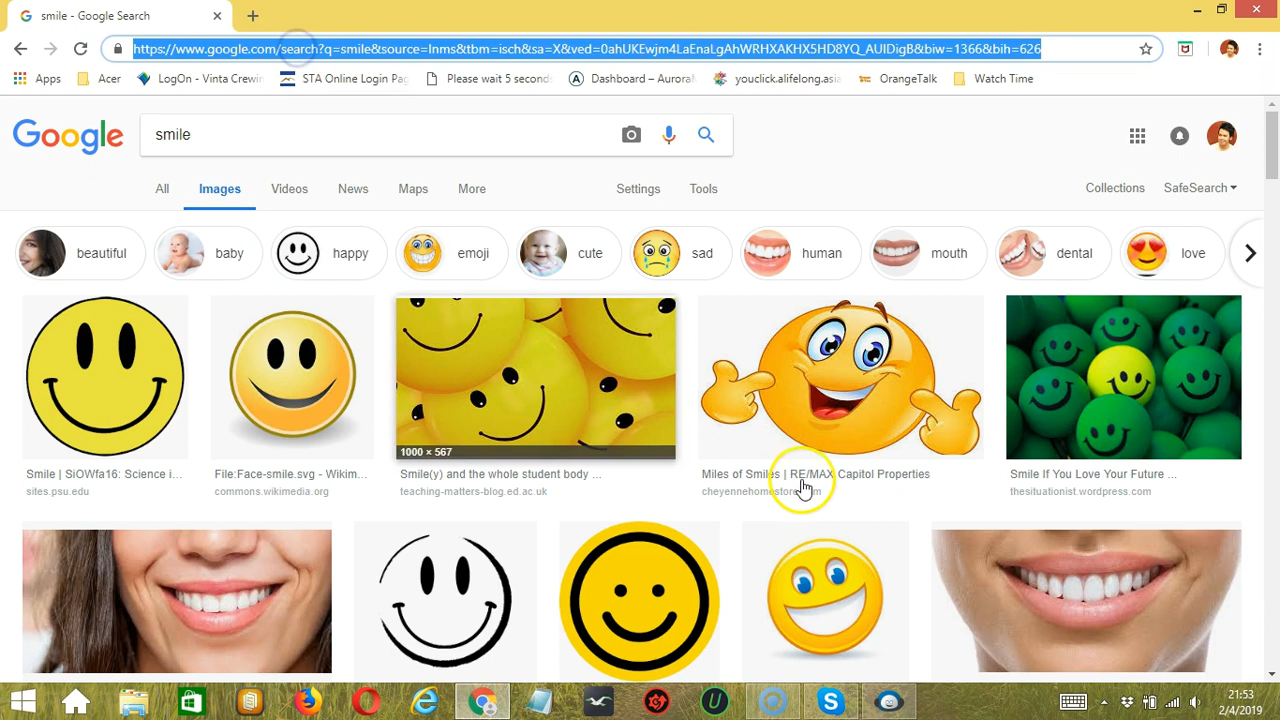 smile - Google Search
https://www.google.com/search?q=smile&source=lnms&tbm=isch&sa=X&ved=0ahUKEwjm4LaEnaLgAhWRHXAKHX5HD8YQ_AUIDigB&biw=1366&bih=626
Apps Acer LogOn - Vinta Crewin STA Online Login Pag Please wait 5 seconds Dashboard – Aurora youclick.alifelong.asia OrangeTalk Watch Time
Google smile
All Images Videos News Maps More Settings Tools Collections SafeSearch
beautiful baby happy emoji cute sad human mouth dental love
1000 × 567
Smile | SiOWfa16: Science i... File:Face-smile.svg - Wikim... Smile(y) and the whole student body ... Miles of Smiles | RE/MAX Capitol Properties Smile If You Love Your Future ...
sites.psu.edu commons.wikimedia.org teaching-matters-blog.ed.ac.uk cheyennehomestore. m thesituationist.wordpress.com
21:53
2/4/2019